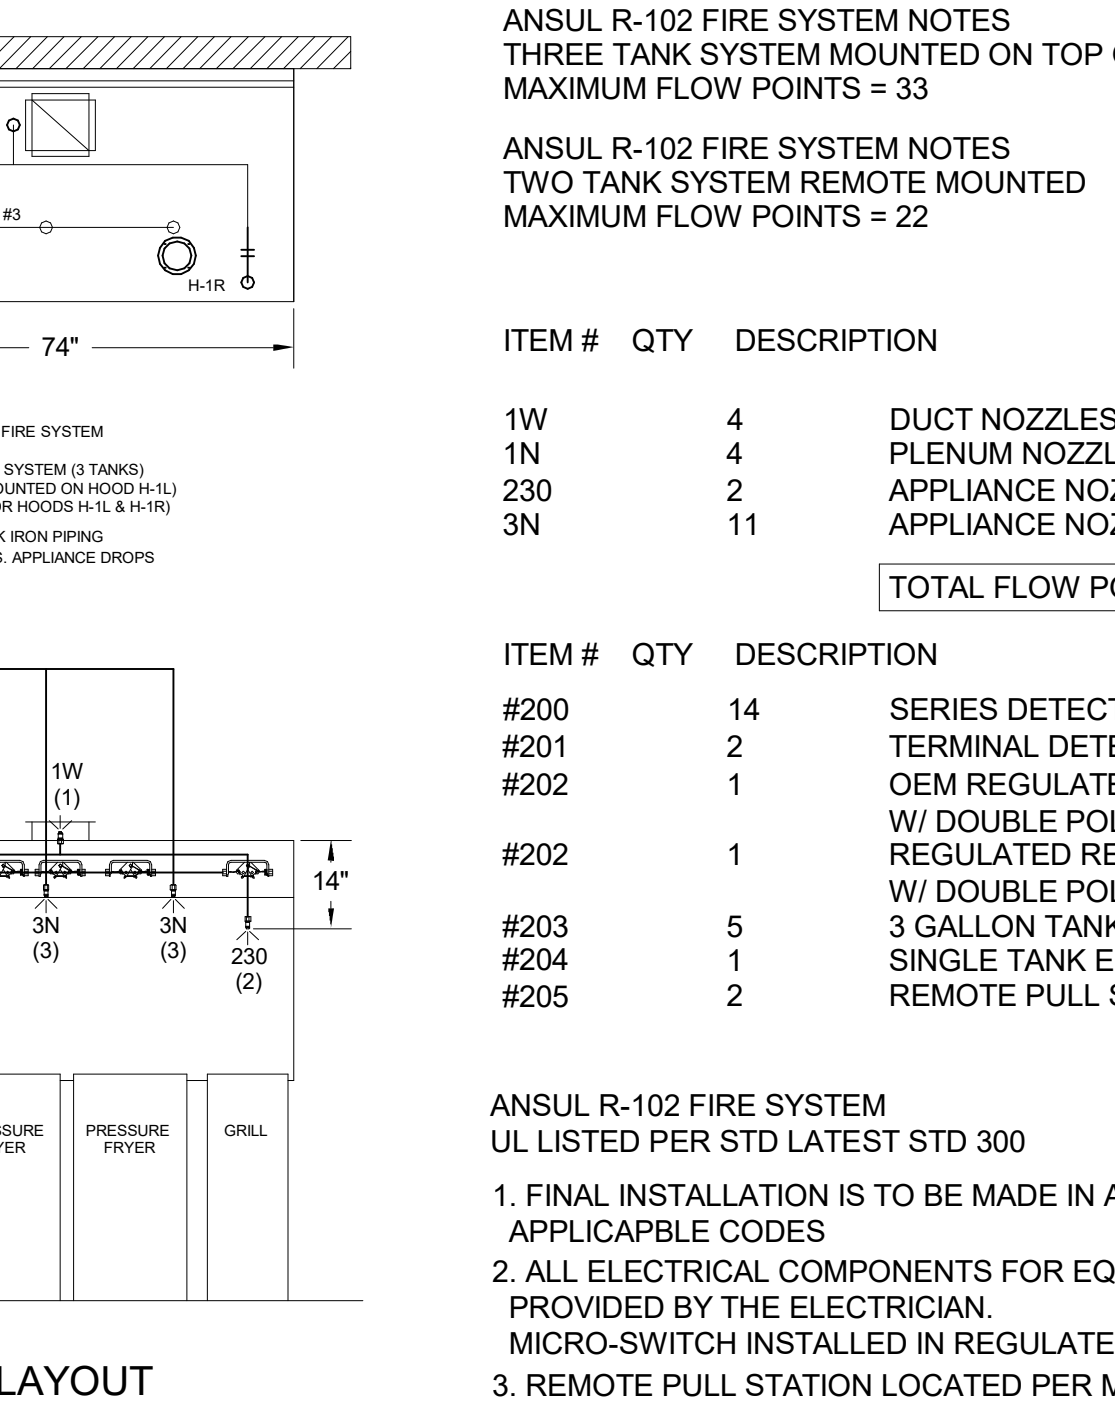 #3
H-1R
74"
FIRE SYSTEM
SYSTEM (3 TANKS)
OUNTED ON HOOD H-1L)
OR HOODS H-1L & H-1R)
K IRON PIPING
S. APPLIANCE DROPS
1W
(1)
14"
3N
(3)
3N
(3)
230
(2)
SSURE
YER
PRESSURE
FRYER
GRILL
LAYOUT
ANSUL R-102 FIRE SYSTEM NOTES
THREE TANK SYSTEM MOUNTED ON TOP
MAXIMUM FLOW POINTS = 33
ANSUL R-102 FIRE SYSTEM NOTES
TWO TANK SYSTEM REMOTE MOUNTED
MAXIMUM FLOW POINTS = 22
ITEM # QTY DESCRIPTION
1W 4 DUCT NOZZLES
1N 4 PLENUM NOZZL
230 2 APPLIANCE NOZ
3N 11 APPLIANCE NOZ
TOTAL FLOW PO
ITEM # QTY DESCRIPTION
#200 14 SERIES DETECT
#201 2 TERMINAL DETE
#202 1 OEM REGULATE
W/ DOUBLE POL
#202 1 REGULATED RE
W/ DOUBLE POL
#203 5 3 GALLON TANK
#204 1 SINGLE TANK E
#205 2 REMOTE PULL S
ANSUL R-102 FIRE SYSTEM
UL LISTED PER STD LATEST STD 300
1. FINAL INSTALLATION IS TO BE MADE IN A
APPLICAPBLE CODES
2. ALL ELECTRICAL COMPONENTS FOR EQ
PROVIDED BY THE ELECTRICIAN.
MICRO-SWITCH INSTALLED IN REGULATE
3. REMOTE PULL STATION LOCATED PER M